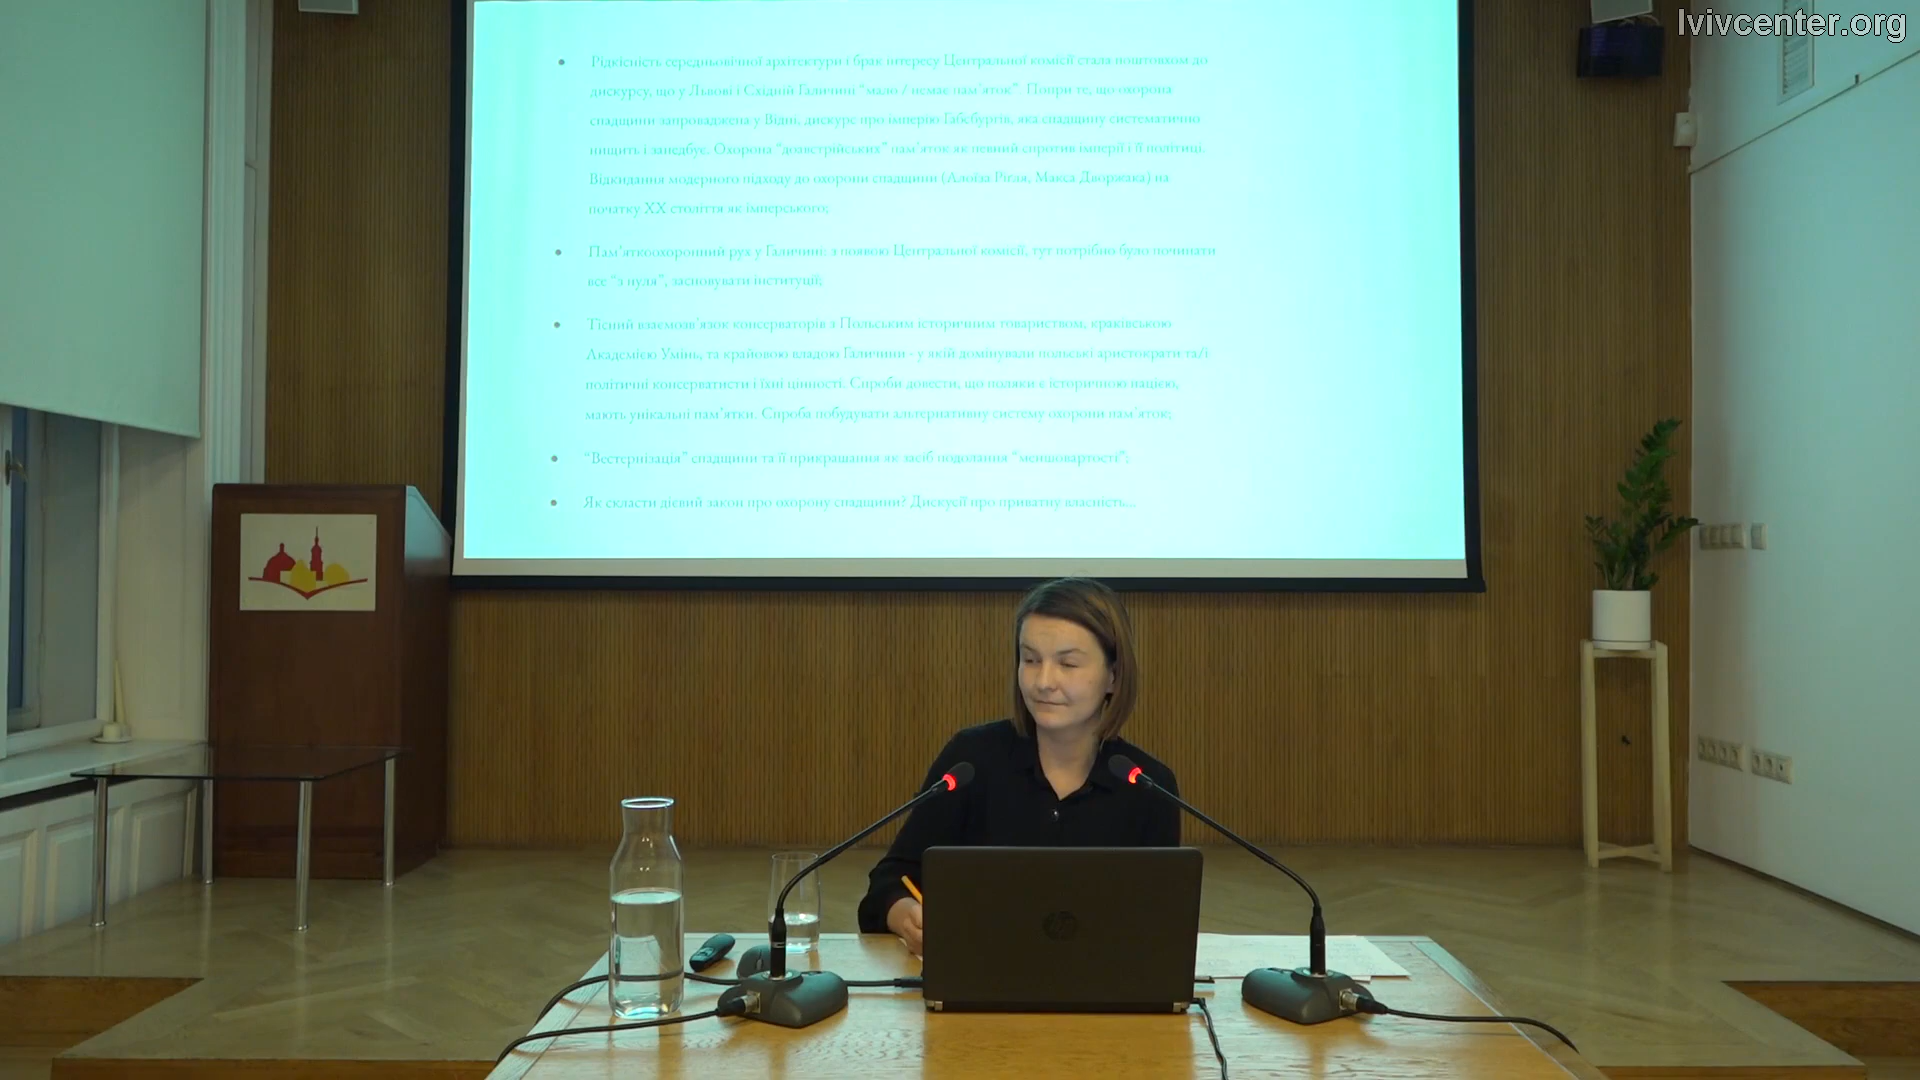 lvivcenter.org
Рідкісність середньовічної архітектури і брак інтересу Центральної комісії стала поштовхом до
дискурсу, що у Львові і Східній Галичині “мало / немає пам’яток”. Попри те, що охорона
спадщини запроваджена у Відні, дискурс про імперію Габсбургів, яка спадщину систематично
нищить і занедбує. Охорона “доавстрійських” пам’яток як певний спротив імперії і її політиці.
Відкидання модерного підходу до охорони спадщини (Алоїза Ріґля, Макса Дворжака) на
початку ХХ століття як імперського;
Пам’яткоохоронний рух у Галичині: з появою Центральної комісії, тут потрібно було починати
все “з нуля”, засновувати інституції;
Тісний взаємозв’язок консерваторів з Польським історичним товариством, краківською
Академією Умінь, та крайовою владою Галичини - у якій домінували польські аристократи та/і
політичні консерватисти і їхні цінності. Спроби довести, що поляки є історичною нацією,
мають унікальні пам’ятки. Спроба побудувати альтернативну систему охорони пам’яток;
“Вестернізація” спадщини та її прикрашання як засіб подолання “меншовартості”;
Як скласти дієвий закон про охорону спадщини? Дискусії про приватну власність...